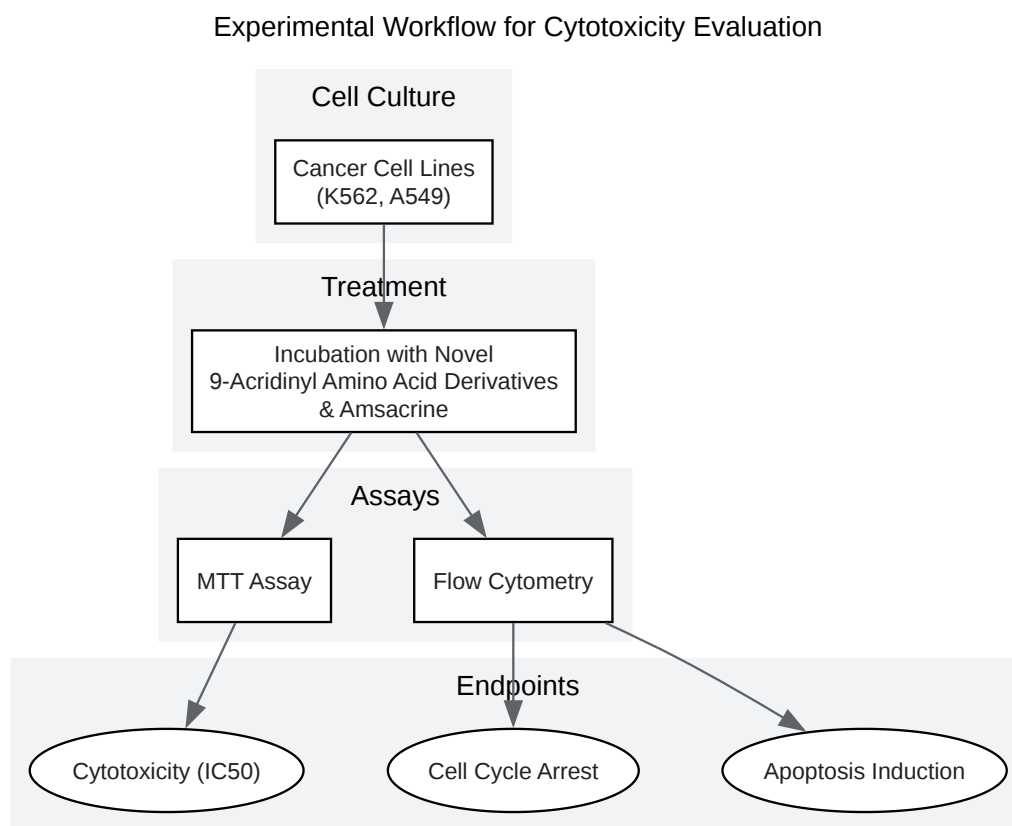 Experimental Workflow for Cytotoxicity Evaluation
Cell Culture
Cancer Cell Lines
(K562, A549)
Treatment
Incubation with Novel
9-Acridinyl Amino Acid Derivatives
& Amsacrine
Assays
MTT Assay
Flow Cytometry
Endpoints
Cytotoxicity (IC50)
Cell Cycle Arrest
Apoptosis Induction